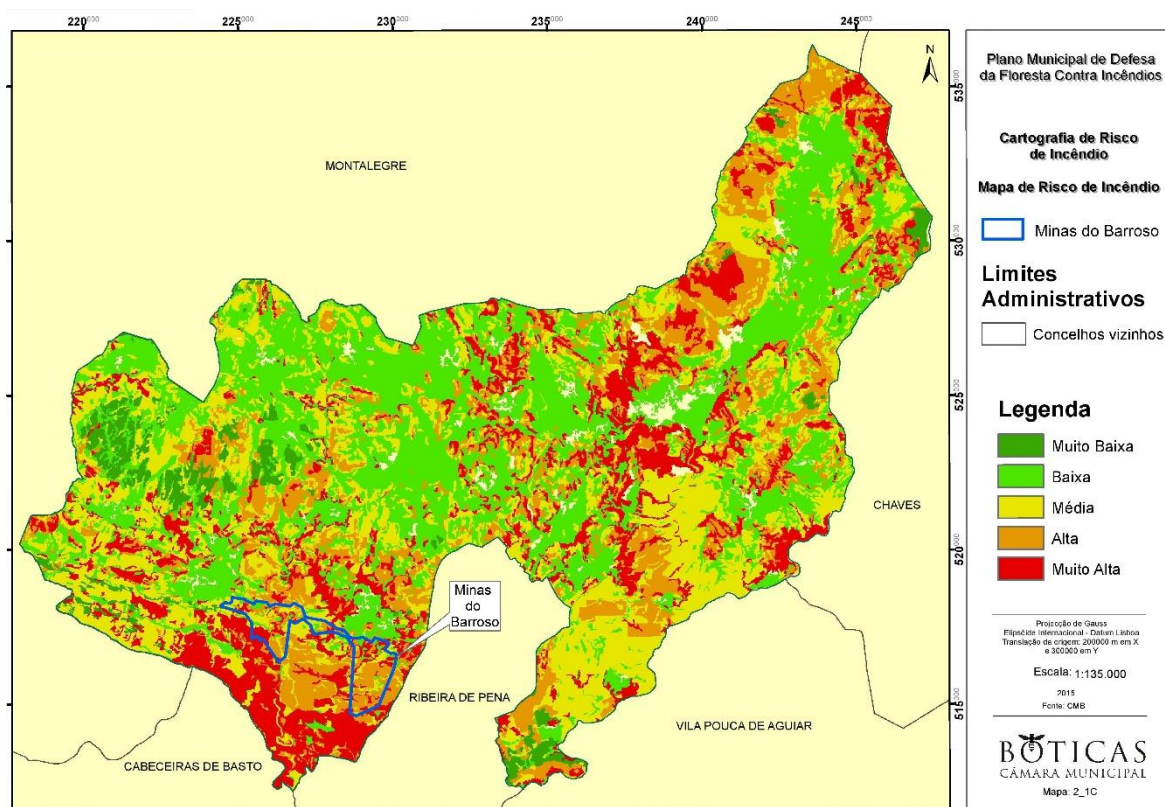 220000
225000
230000
235000
240000
245000
N
535000
530000
525000
520000
515000
MONTALEGRE
CHAVES
Minas
do
Barroso
RIBEIRA DE PENA
VILA POUCA DE AGUIAR
CABECEIRAS DE BASTO
Plano Municipal de Defesa
da Floresta Contra Incêndios
Cartografia de Risco
de Incêndio
Mapa de Risco de Incêndio
Minas do Barroso
Limites
Administrativos
Concelhos vizinhos
Legenda
Muito Baixa
Baixa
Média
Alta
Muito Alta
Projecção de Gauss
Elipsóide Internacional - Datum Lisboa
Translação de origem: 200000 m em X
e 300000 em Y
Escala: 1:135.000
2015
Fonte: CMB
BOTICAS
CÂMARA MUNICIPAL
Mapa: 2_1C